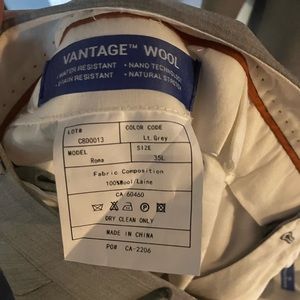 VANTAGE™ WOOL
• WATER RESISTANT • NANO TECHNOLOGY
• STAIN RESISTANT • NATURAL STRETCH
LOT# COLOR CODE
CBD0013 Lt.Grey
MODEL SIZE
Roma 35L
Fabric Composition
100%Wool/Laine
CA 60460
DRY CLEAN ONLY
MADE IN CHINA
PO# CA-2206